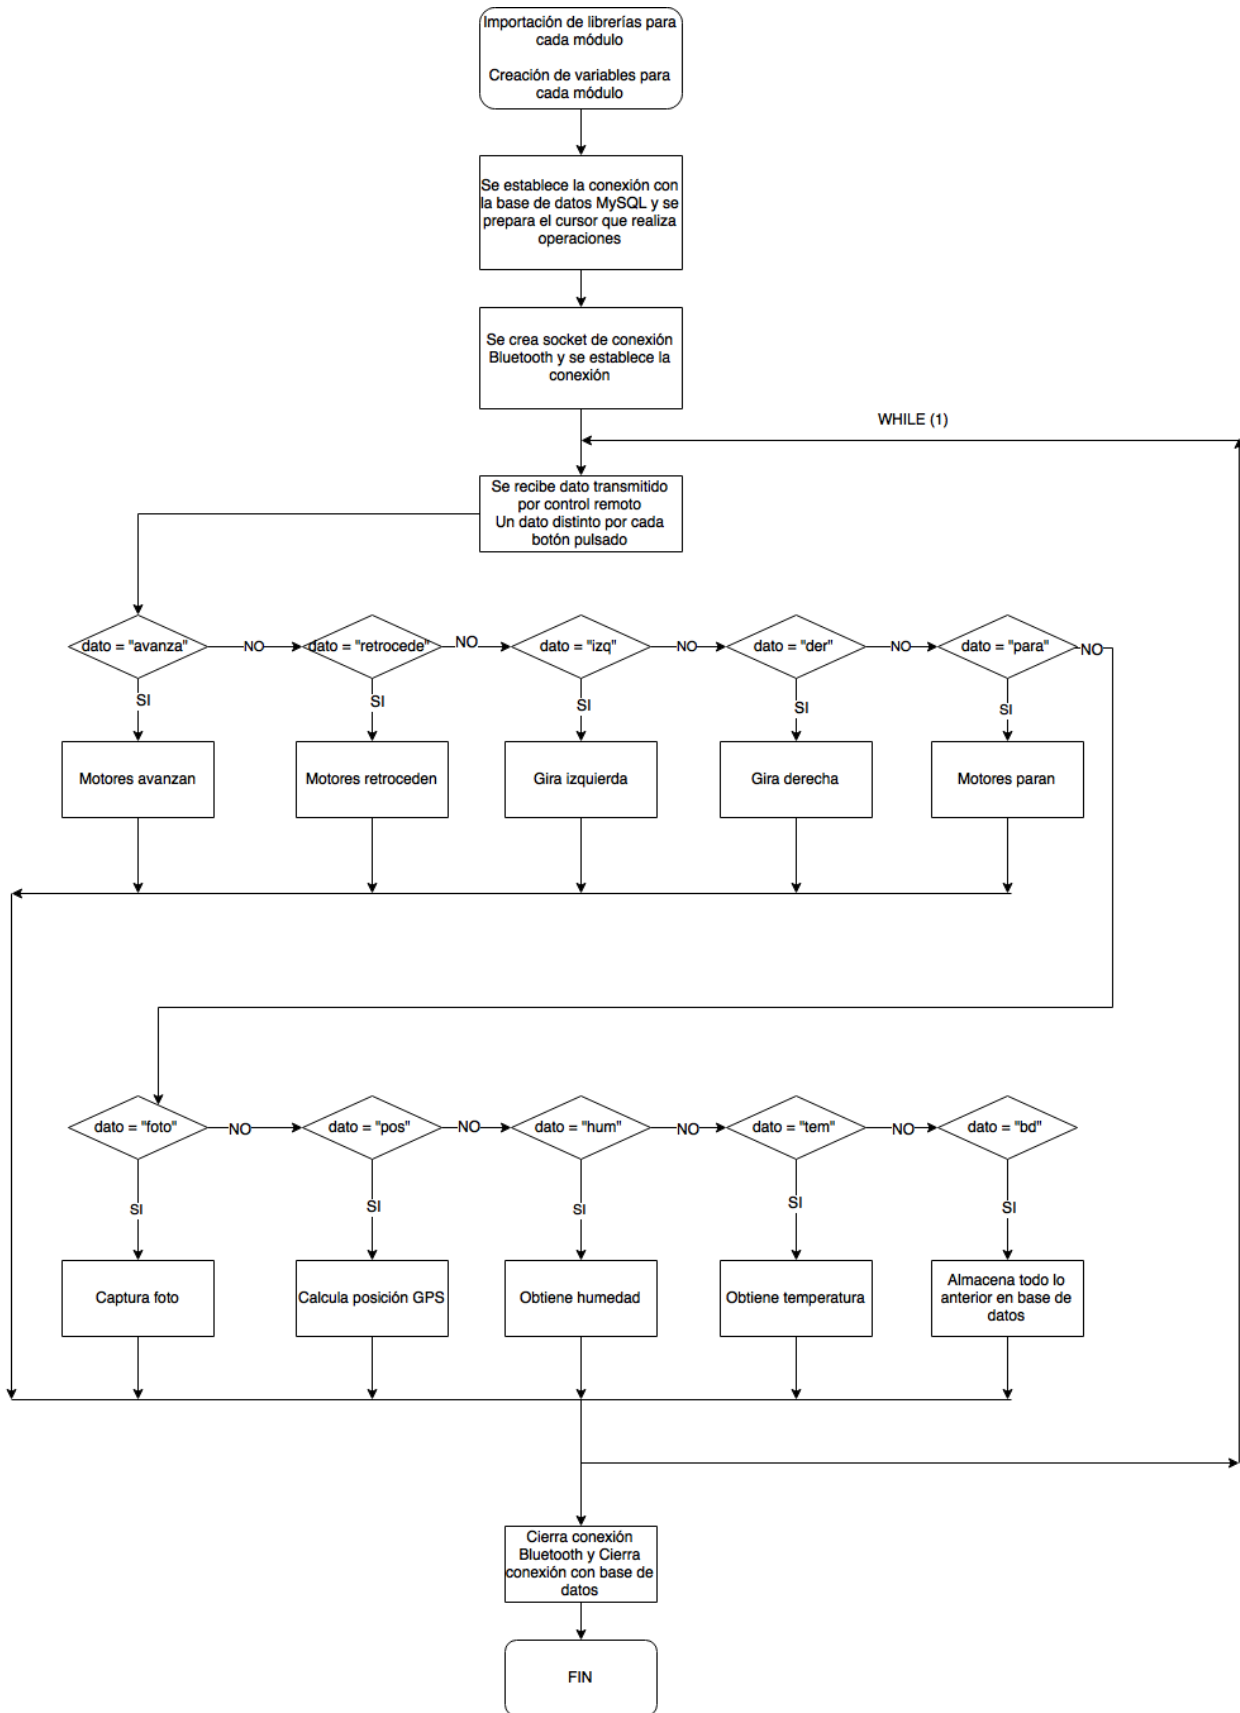 Importación de librerías para
cada módulo
Creación de variables para
cada módulo
Se establece la conexión con
la base de datos MySQL y se
prepara el cursor que realiza
operaciones
Se crea socket de conexión
Bluetooth y se establece la
conexión
WHILE (1)
Se recibe dato transmitido
por control remoto
Un dato distinto por cada
botón pulsado
dato = "avanza"
NO
dato = "retrocede"
NO
dato = "izq"
NO
dato = "der"
NO
dato = "para"
NO
SI
SI
SI
SI
SI
Motores avanzan
Motores retroceden
Gira izquierda
Gira derecha
Motores paran
dato = "foto"
NO
dato = "pos"
NO
dato = "hum"
NO
dato = "tem"
NO
dato = "bd"
SI
SI
SI
SI
SI
Captura foto
Calcula posición GPS
Obtiene humedad
Obtiene temperatura
Almacena todo lo
anterior en base de
datos
Cierra conexión
Bluetooth y Cierra
conexión con base de
datos
FIN